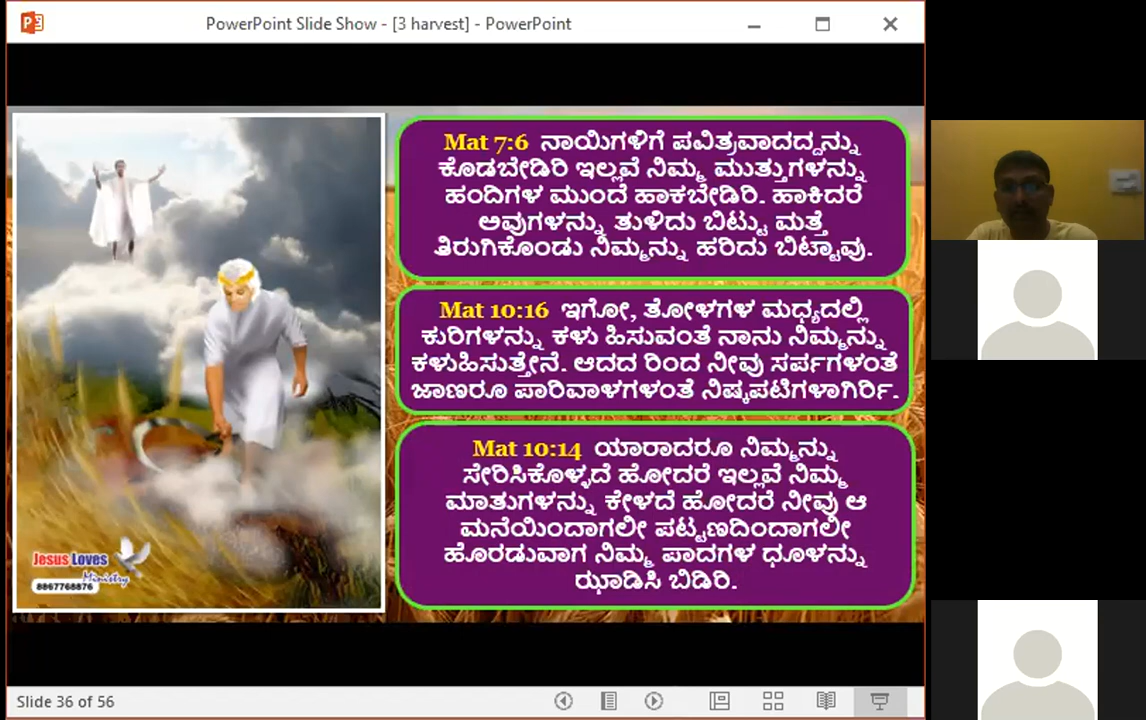 PowerPoint Slide Show - [3 harvest] - PowerPoint
Mat 7:6 ನಾಯಿಗಳಿಗೆ ಪವಿತ್ರವಾದದ್ದನ್ನು
ಕೊಡಬೇಡಿರಿ ಇಲ್ಲವೆ ನಿಮ್ಮ ಮುತ್ತುಗಳನ್ನು
ಹಂದಿಗಳ ಮುಂದೆ ಹಾಕಬೇಡಿರಿ. ಹಾಕಿದರೆ
ಅವುಗಳನ್ನು ತುಳಿದು ಬಿಟ್ಟು ಮತ್ತೆ
ತಿರುಗಿಕೊಂಡು ನಿಮ್ಮನ್ನು ಹರಿದು ಬಿಟ್ಟಾವು.
Mat 10:16 ಇಗೋ, ತೋಳಗಳ ಮಧ್ಯದಲ್ಲಿ
ಕುರಿಗಳನ್ನು ಕಳು ಹಿಸುವಂತೆ ನಾನು ನಿಮ್ಮನ್ನು
ಕಳುಹಿಸುತ್ತೇನೆ. ಆದದ ರಿಂದ ನೀವು ಸರ್ಪಗಳಂತೆ
ಜಾಣರೂ ಪಾರಿವಾಳಗಳಂತೆ ನಿಷ್ಕಪಟಿಗಳಾಗಿರ್ರಿ.
Mat 10:14 ಯಾರಾದರೂ ನಿಮ್ಮನ್ನು
ಸೇರಿಸಿಕೊಳ್ಳದೆ ಹೋದರೆ ಇಲ್ಲವೆ ನಿಮ್ಮ
ಮಾತುಗಳನ್ನು ಕೇಳದೆ ಹೋದರೆ ನೀವು ಆ
ಮನೆಯಿಂದಾಗಲೀ ಪಟ್ಟಣದಿಂದಾಗಲೀ
ಹೊರಡುವಾಗ ನಿಮ್ಮ ಪಾದಗಳ ಧೂಳನ್ನು
ಝಾಡಿಸಿ ಬಿಡಿರಿ.
Jesus Loves
Ministry
8867768876
Slide 36 of 56